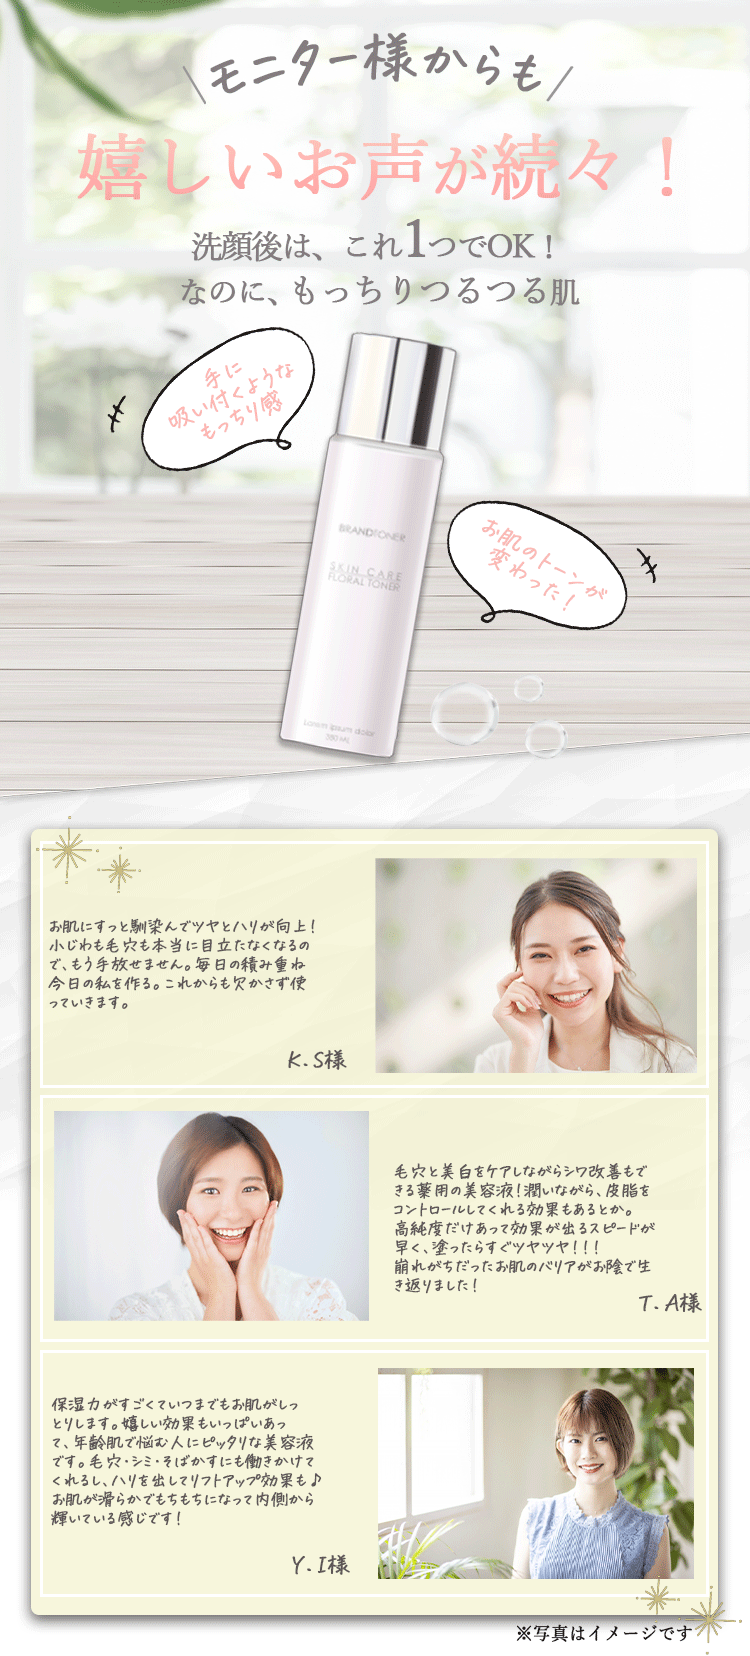 モニター様からも
嬉しいお声が続々！
洗顔後は、これ1つでOK！
なのに、もっちりつるつる肌
手に
吸い付くような
もっちり感
お肌のトーンが
変わった！
BRANDTONER
SKIN CARE
FLORAL TONER
Lorem ipsum dolor
350 ML
お肌にすっと馴染んでツヤとハリが向上！
小じわも毛穴も本当に目立たなくなるの
で、もう手放せません。毎日の積み重ね
今日の私を作る。これからも欠かさず使
っていきます。
K.S様
毛穴と美白をケアしながらシワ改善もで
きる薬用の美容液！潤いながら、皮脂を
コントロールしてくれる効果もあるとか。
高純度だけあって効果が出るスピードが
早く、塗ったらすぐツヤツヤ！！！
崩れがちだったお肌のバリアがお陰で生
き返りました！
T.A様
保湿力がすごくていつまでもお肌がしっ
とりします。嬉しい効果もいっぱいあっ
て、年齢肌で悩む人にピッタリな美容液
です。毛穴・シミ・そばかすにも働きかけて
くれるし、ハリを出してリフトアップ効果も♪
お肌が滑らかでもちもちになって内側から
輝いている感じです！
Y.I様
※写真はイメージです